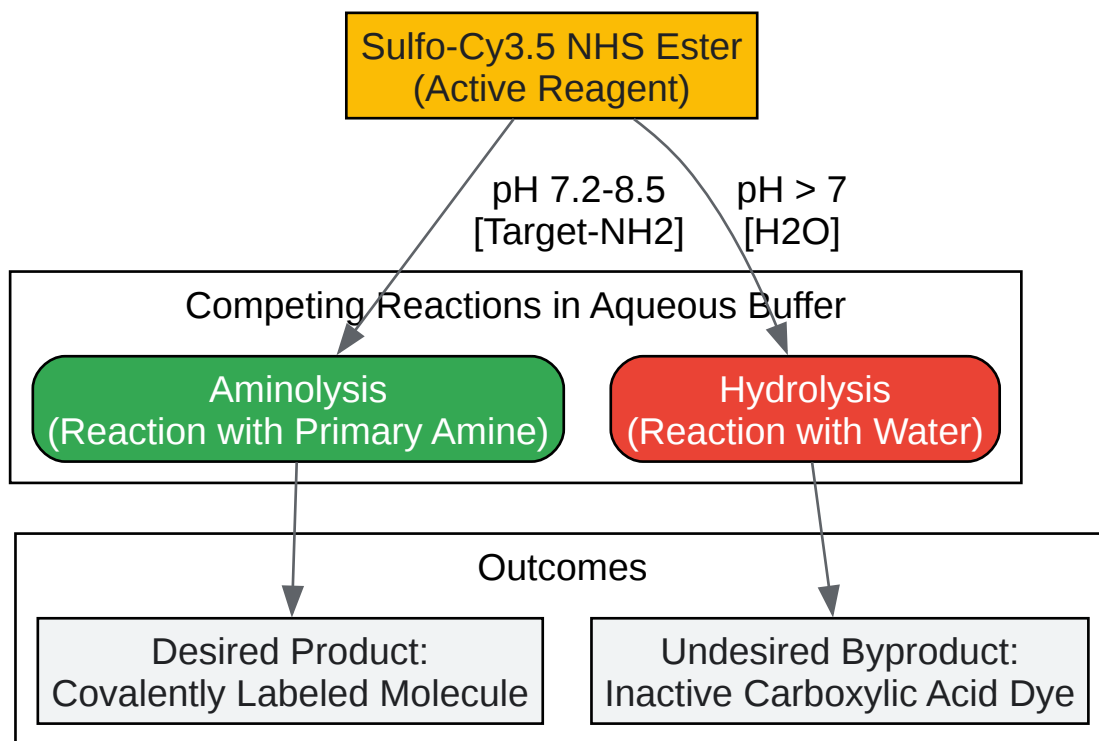 Sulfo-Cy3.5 NHS Ester
(Active Reagent)
pH 7.2-8.5
[Target-NH2]
pH > 7
[H2O]
Competing Reactions in Aqueous Buffer
Aminolysis
(Reaction with Primary Amine)
Hydrolysis
(Reaction with Water)
Outcomes
Desired Product:
Covalently Labeled Molecule
Undesired Byproduct:
Inactive Carboxylic Acid Dye